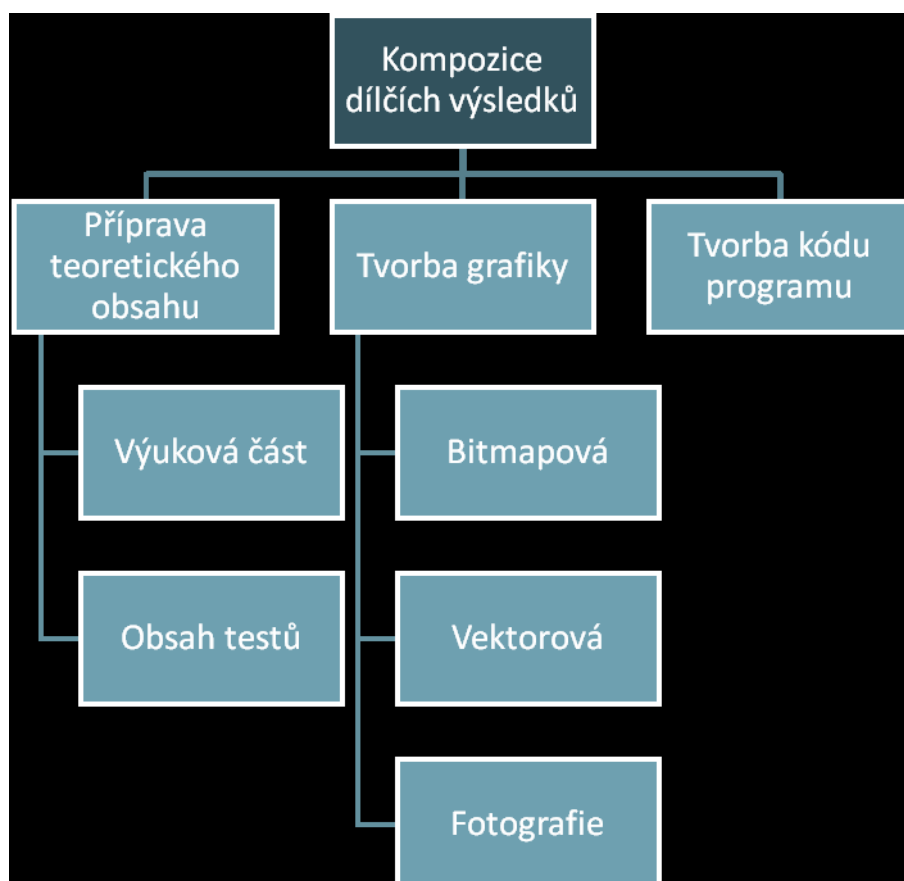 Kompozice
dílčích výsledků
Příprava
teoretického
obsahu
Tvorba grafiky
Tvorba kódu
programu
Výuková část
Obsah testů
Bitmapová
Vektorová
Fotografie